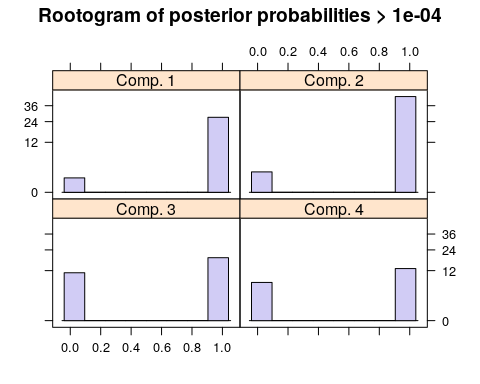 Rootogram of posterior probabilities > 1e-04
0.0 0.2 0.4 0.6 0.8 1.0
Comp. 1
Comp. 2
36
24
12
0
Comp. 3
Comp. 4
36
24
12
0
0.0 0.2 0.4 0.6 0.8 1.0